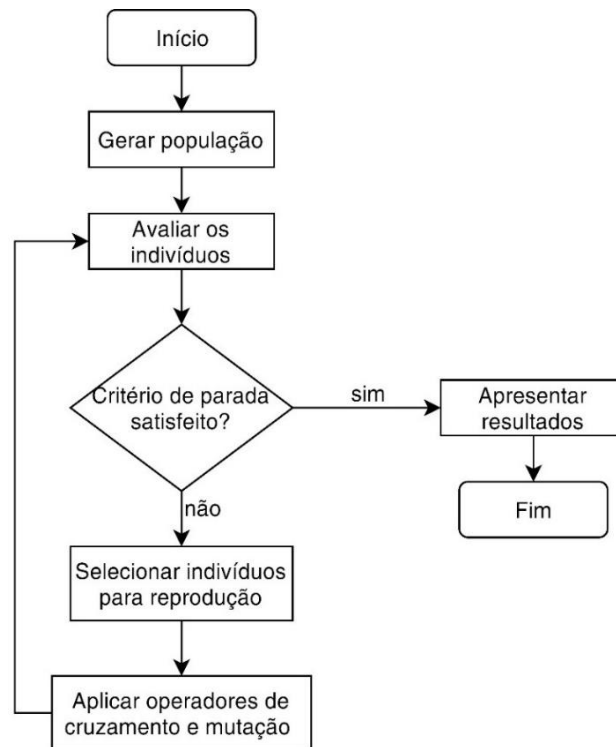 Início
Gerar população
Avaliar os
indivíduos
Critério de parada
satisfeito?
sim
Apresentar
resultados
Fim
não
Selecionar indivíduos
para reprodução
Aplicar operadores de
cruzamento e mutação